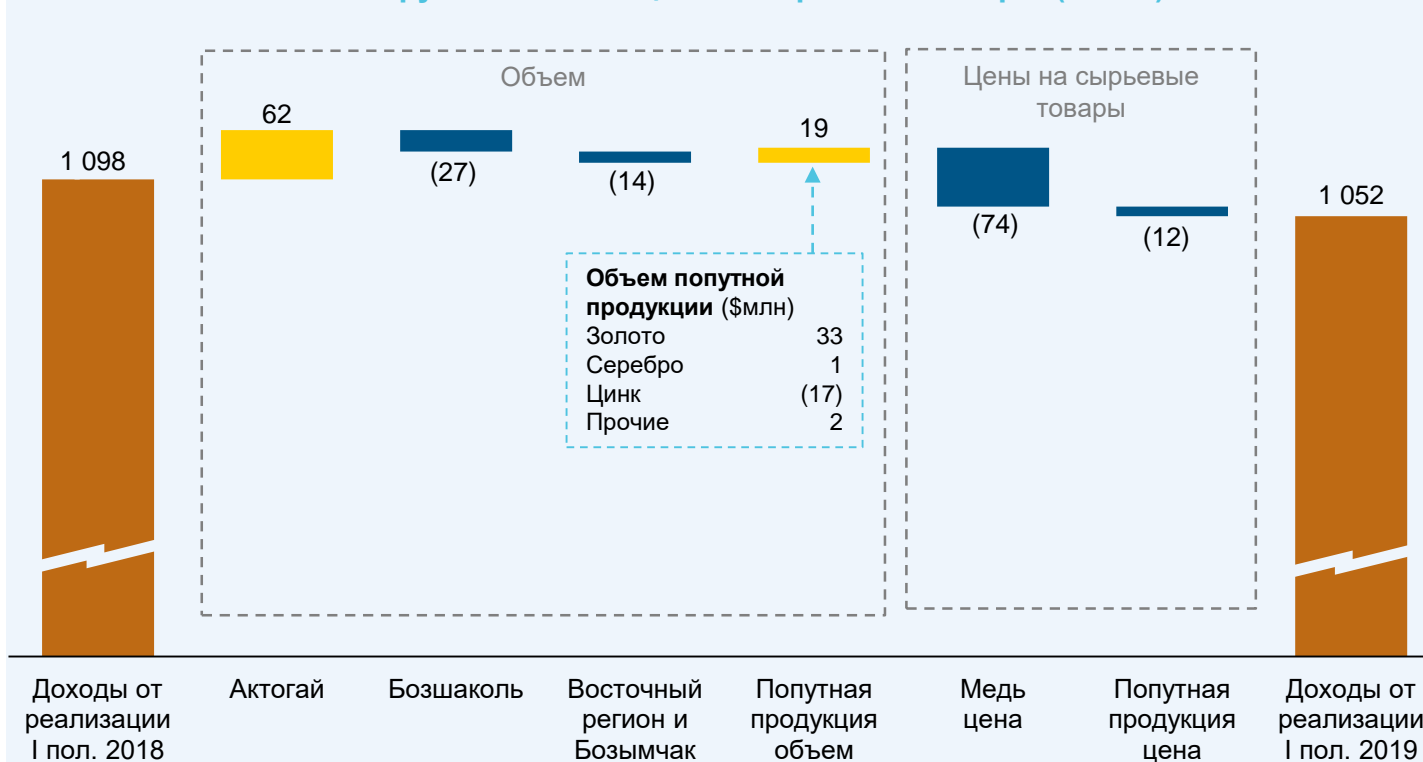 Объем
Цены на сырьевые
товары
1 098
62
(27)
(14)
19
(74)
(12)
1 052
Объем попутной
продукции ($млн)
Золото 33
Серебро 1
Цинк (17)
Прочие 2
Доходы от
реализации
I пол. 2018
Актогай
Бозшаколь
Восточный
регион и
Бозымчак
Попутная
продукция
объем
Медь
цена
Попутная
продукция
цена
Доходы от
реализации
I пол. 2019